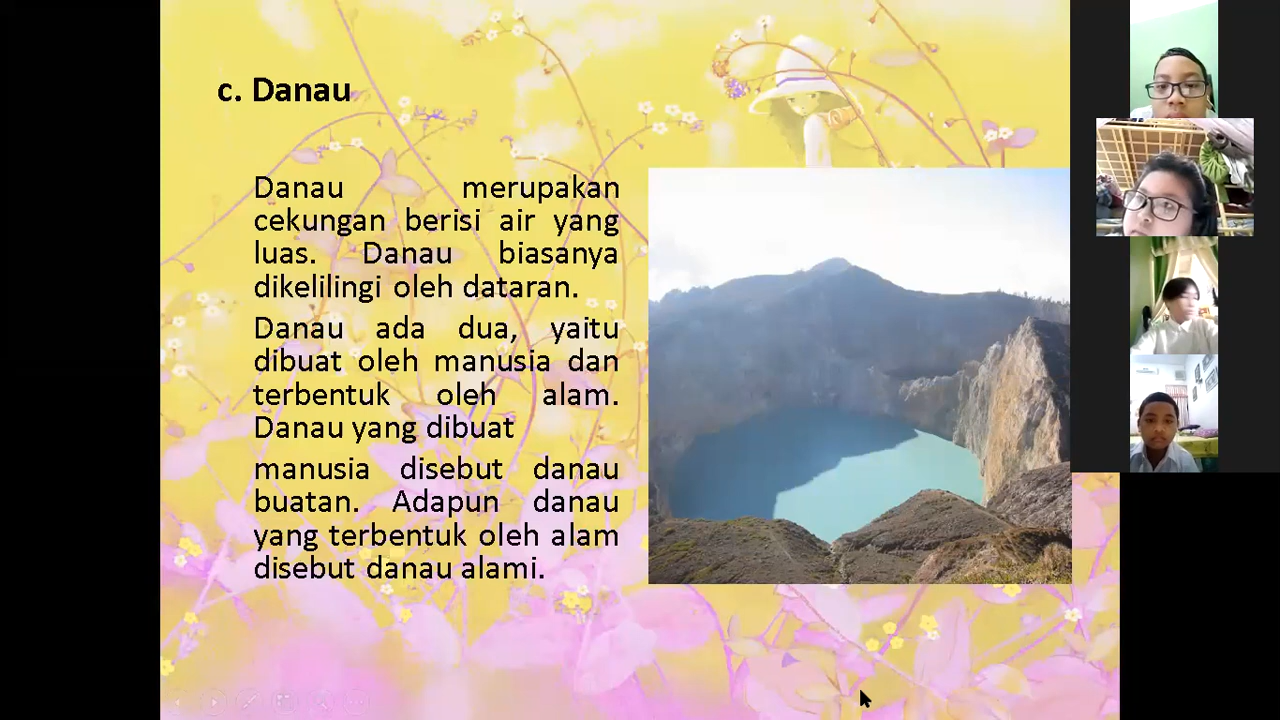 c. Danau
Danau merupakan
cekungan berisi air yang
luas. Danau biasanya
dikelilingi oleh dataran.
Danau ada dua, yaitu
dibuat oleh manusia dan
terbentuk oleh alam.
Danau yang dibuat
manusia disebut danau
buatan. Adapun danau
yang terbentuk oleh alam
disebut danau alami.